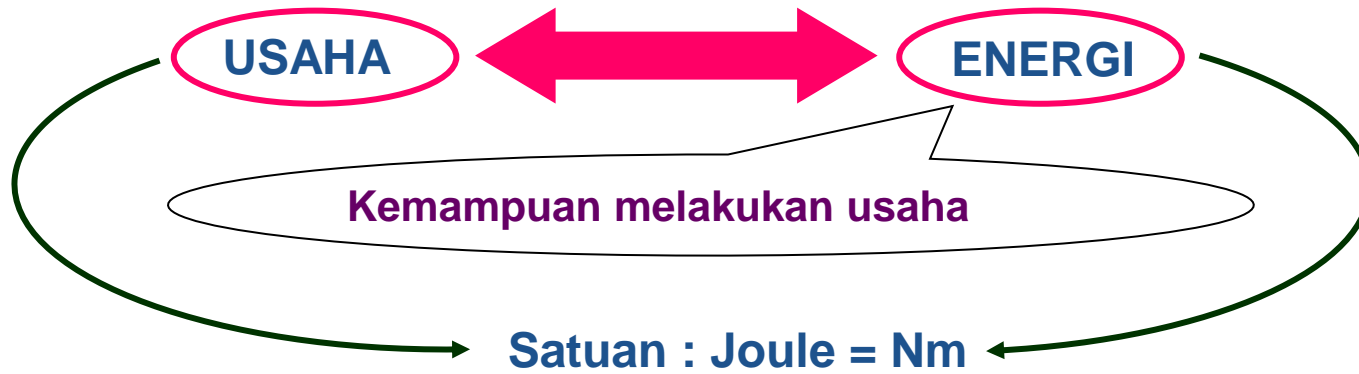 USAHA
ENERGI
Kemampuan melakukan usaha
Satuan : Joule = Nm